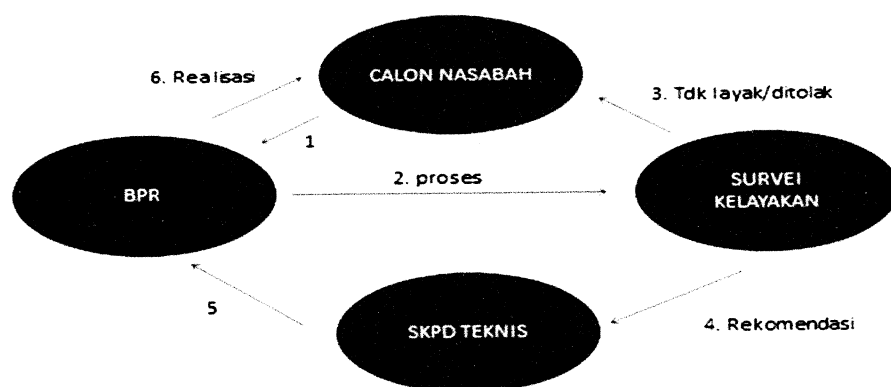 CALON NASABAH
6. Realisasi
3. Tdk layak/ditolak
1
BPR
2. proses
SURVEI
KELAYAKAN
5
SKPD TEKNIS
4. Rekomendasi